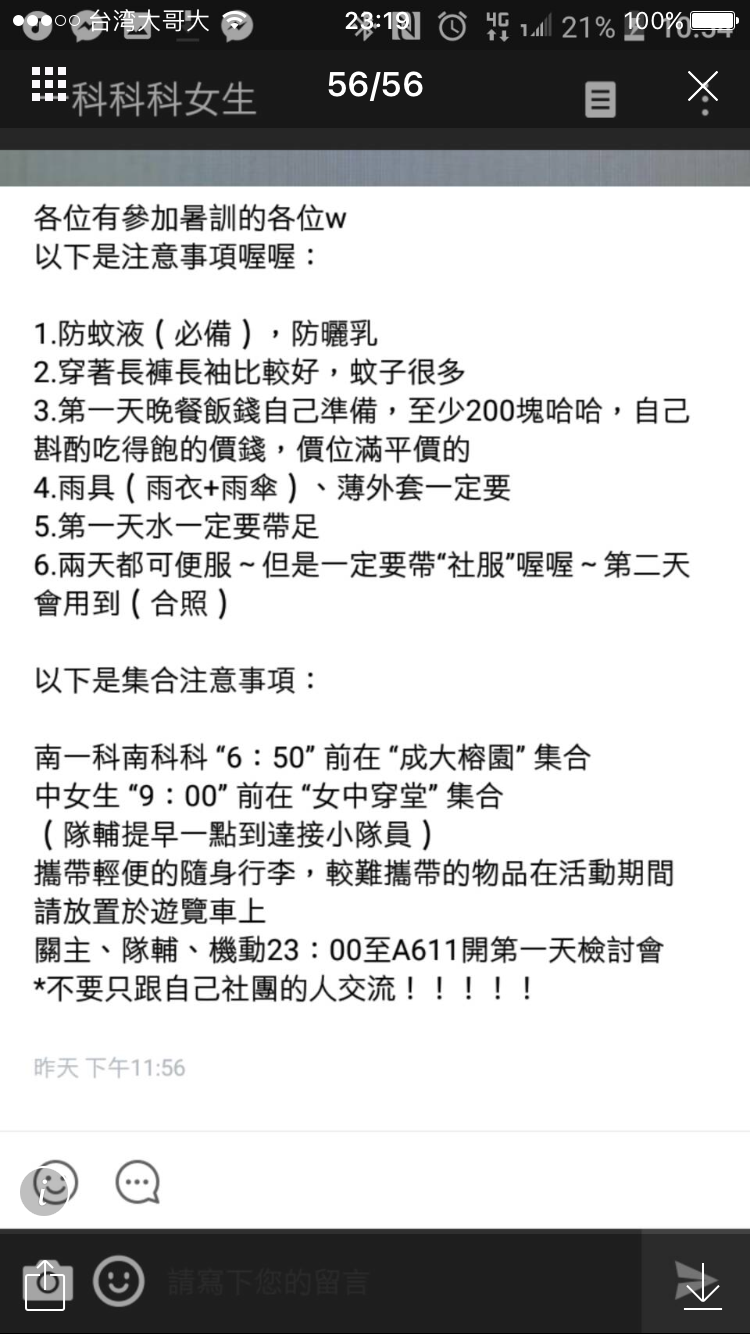 台湾大哥大 23:19 4G 21% 100%
科科科女生 56/56
各位有參加暑訓的各位w
以下是注意事項喔喔：
1.防蚊液（必備），防曬乳
2.穿著長褲長袖比較好，蚊子很多
3.第一天晚餐飯錢自己準備，至少200塊哈哈，自己
斟酌吃得飽的價錢，價位滿平價的
4.雨具（雨衣+雨傘）、薄外套一定要
5.第一天水一定要帶足
6.兩天都可便服～但是一定要帶“社服”喔喔～第二天
會用到（合照）
以下是集合注意事項：
南一科南科科 “6：50” 前在 “成大榕園” 集合
中女生 “9：00” 前在 “女中穿堂” 集合
（隊輔提早一點到達接小隊員）
攜帶輕便的隨身行李，較難攜帶的物品在活動期間
請放置於遊覽車上
關主、隊輔、機動23：00至A611開第一天檢討會
*不要只跟自己社團的人交流！！！！！
昨天 下午11:56
請寫下您的留言